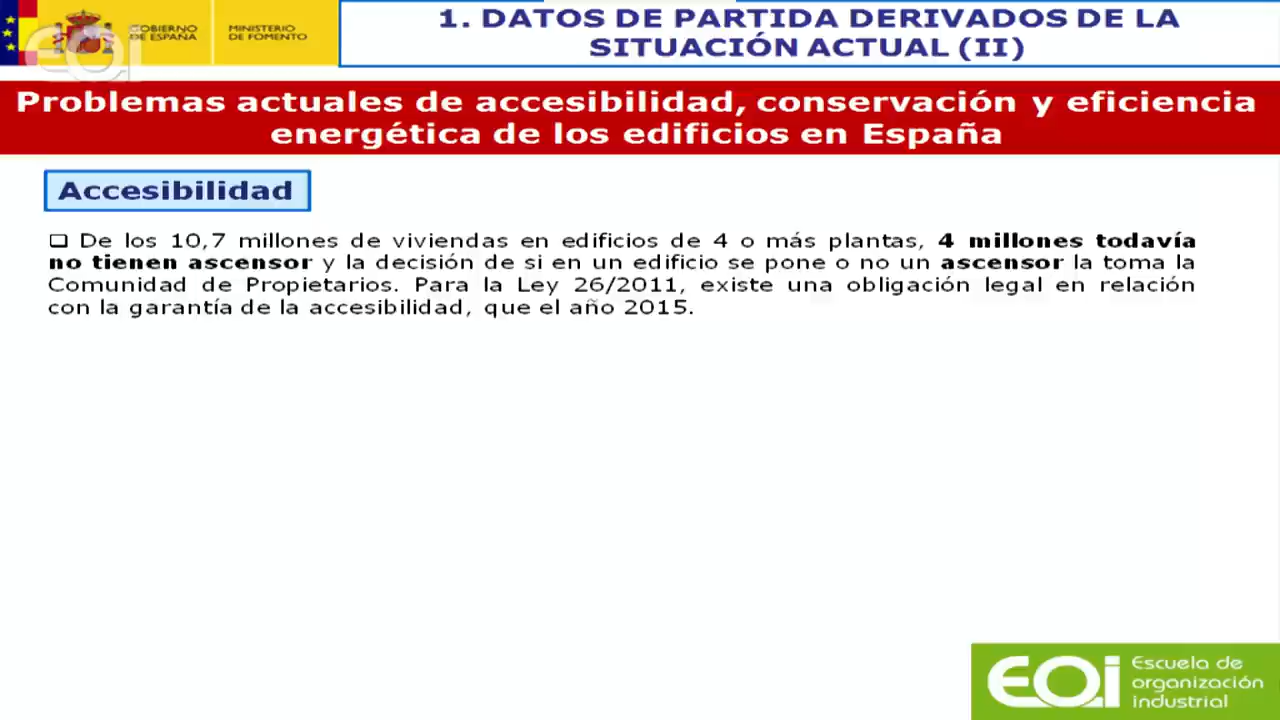 GOBIERNO
DE ESPAÑA
MINISTERIO
DE FOMENTO
eoi
1. DATOS DE PARTIDA DERIVADOS DE LA
SITUACIÓN ACTUAL (II)
Problemas actuales de accesibilidad, conservación y eficiencia
energética de los edificios en España
Accesibilidad
❑ De los 10,7 millones de viviendas en edificios de 4 o más plantas, 4 millones todavía
no tienen ascensor y la decisión de si en un edificio se pone o no un ascensor la toma la
Comunidad de Propietarios. Para la Ley 26/2011, existe una obligación legal en relación
con la garantía de la accesibilidad, que el año 2015.
eoi
Escuela de
organización
industrial